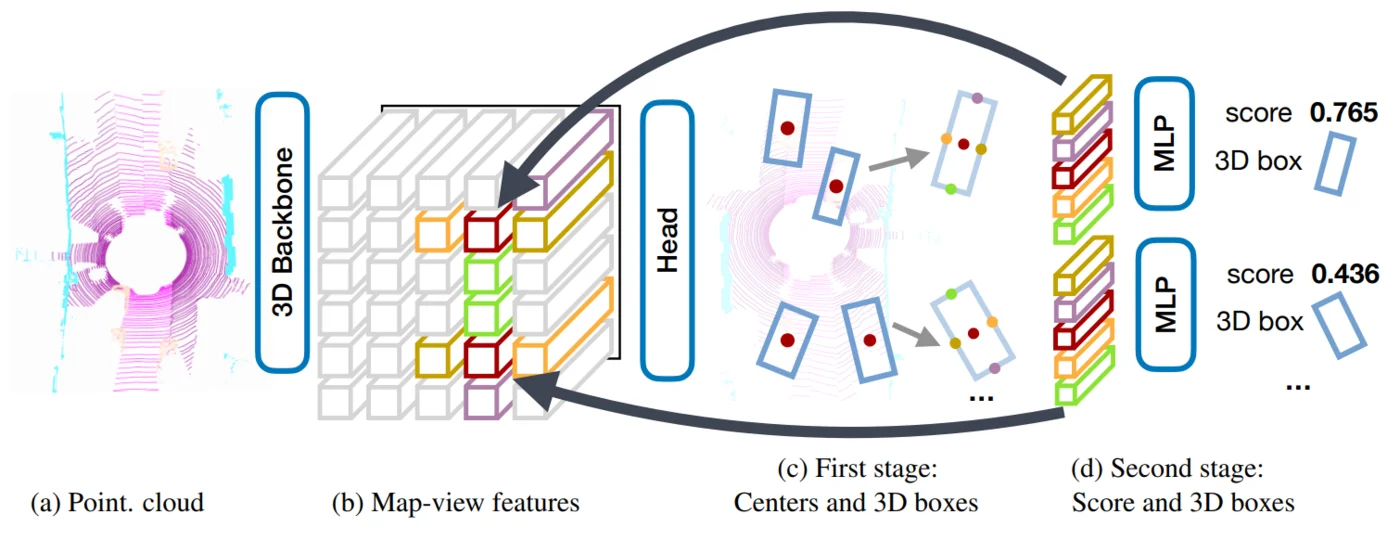 3D Backbone
Head
MLP
score 0.765
3D box
MLP
score 0.436
3D box
...
...
(a) Point. cloud
(b) Map-view features
(c) First stage:
Centers and 3D boxes
(d) Second stage:
Score and 3D boxes